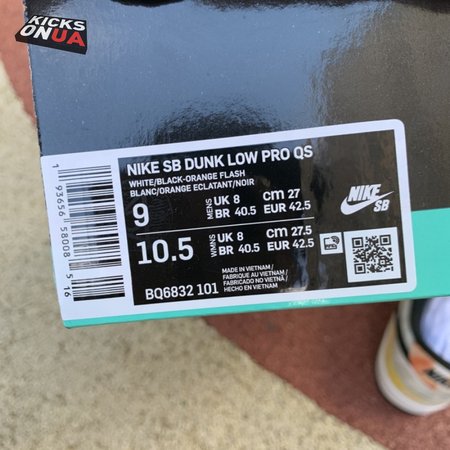 KICKS
ONUA
NIKE SB DUNK LOW PRO QS
WHITE/BLACK-ORANGE FLASH
BLANC/ORANGE ECLATANT/NOIR
9 MENS UK 8 CM 27
BR 40.5 EUR 42.5
10.5 WMNS UK 8 CM 27.5
BR 40.5 EUR 42.5
BQ6832 101
MADE IN VIETNAM/
FABRIQUÉ AU VIETNAM/
FABRICADO NO VIETNÃ/
HECHO EN VIETNAM
NIKE SB
1 93656 58008 5 16
NIKE